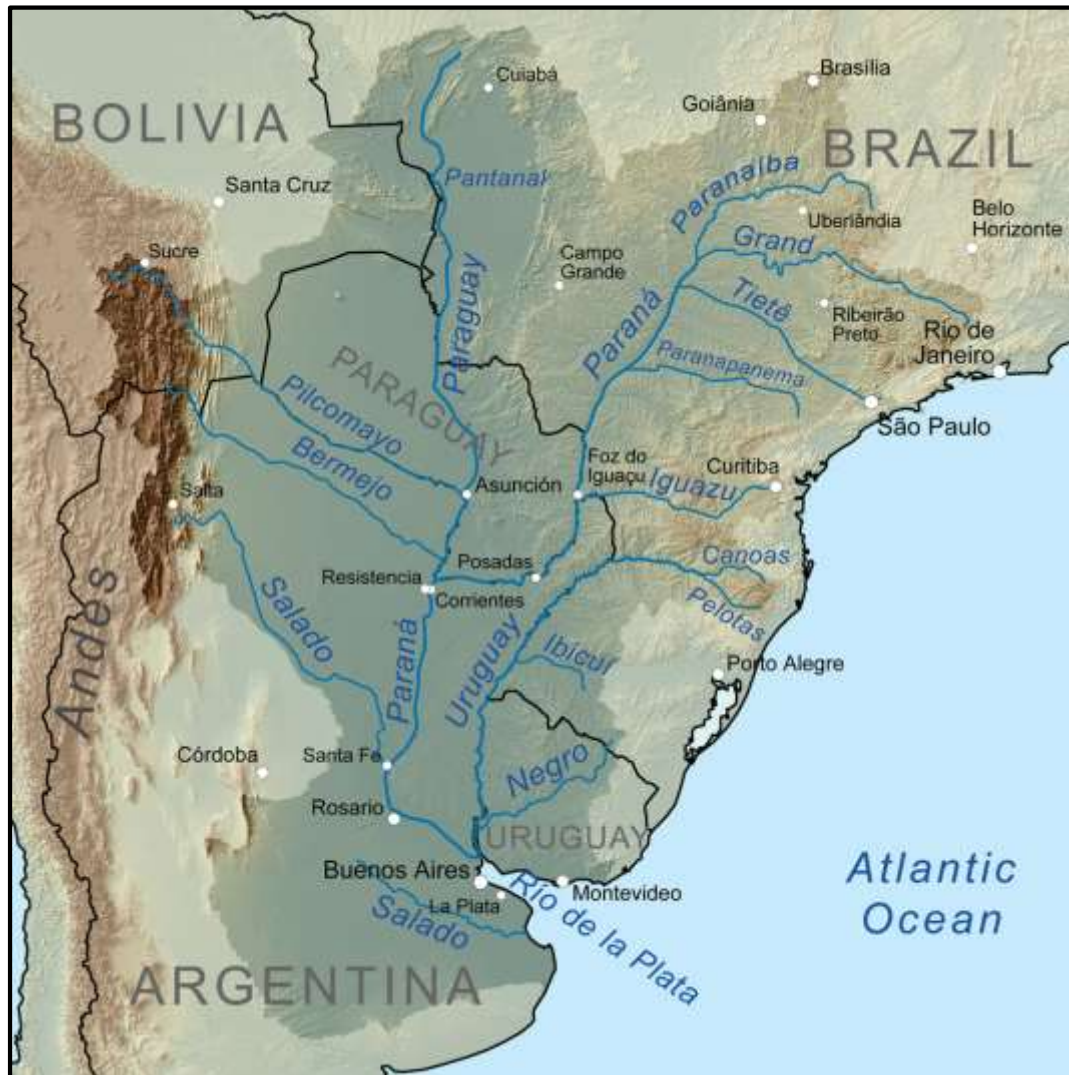 Cuiabá
Brasília
Goiânia
BOLIVIA
BRAZIL
Pantanal
Paranaíba
Santa Cruz
Uberlândia
Belo
Horizonte
Sucre
Campo
Grande
Grand
Tietê
Paraguay
Paraná
Ribeirão
Preto
Rio de
Janeiro
PARAGUAY
Paranapanema
São Paulo
Pilcomayo
Bermejo
Foz do
Iguaçu
Curitiba
Iguazu
Asunción
Salta
Posadas
Canoas
Resistencia
Corrientes
Pelotas
Andes
Salado
Paraná
Uruguay
Ibicuí
Porto Alegre
Córdoba
Santa Fe
Negro
Rosario
URUGUAY
Buenos Aires
Montevideo
La Plata
Río de la Plata
Salado
Atlantic
Ocean
ARGENTINA